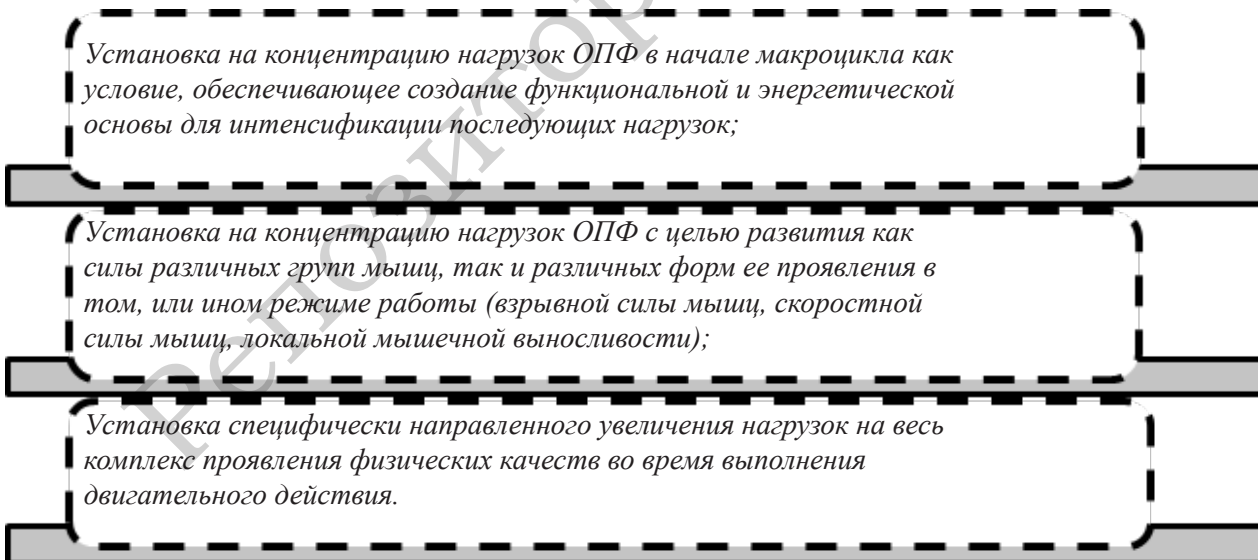 Установка на концентрацию нагрузок ОПФ в начале макроцикла как
условие, обеспечивающее создание функциональной и энергетической
основы для интенсификации последующих нагрузок;
Установка на концентрацию нагрузок ОПФ с целью развития как
силы различных групп мышц, так и различных форм ее проявления в
том, или ином режиме работы (взрывной силы мышц, скоростной
силы мышц, локальной мышечной выносливости);
Установка специфически направленного увеличения нагрузок на весь
комплекс проявления физических качеств во время выполнения
двигательного действия.
Репозитор